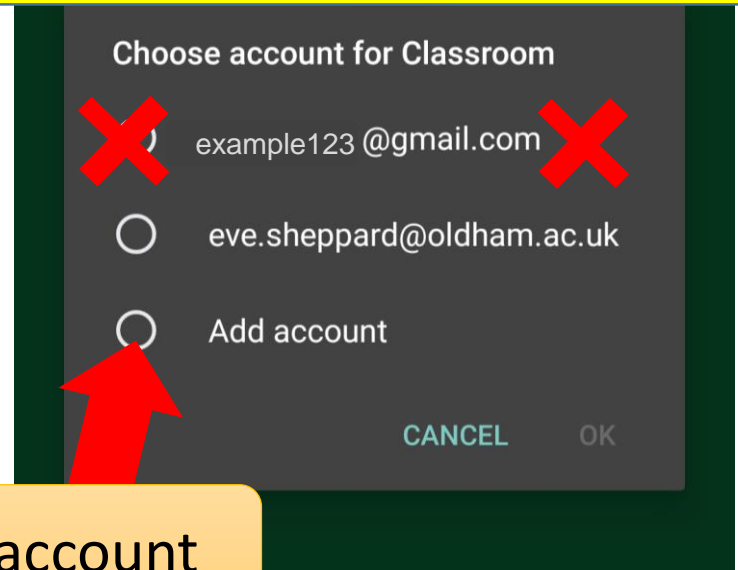 Choose account for Classroom
example123 @gmail.com
eve.sheppard@oldham.ac.uk
Add account
CANCEL OK
account